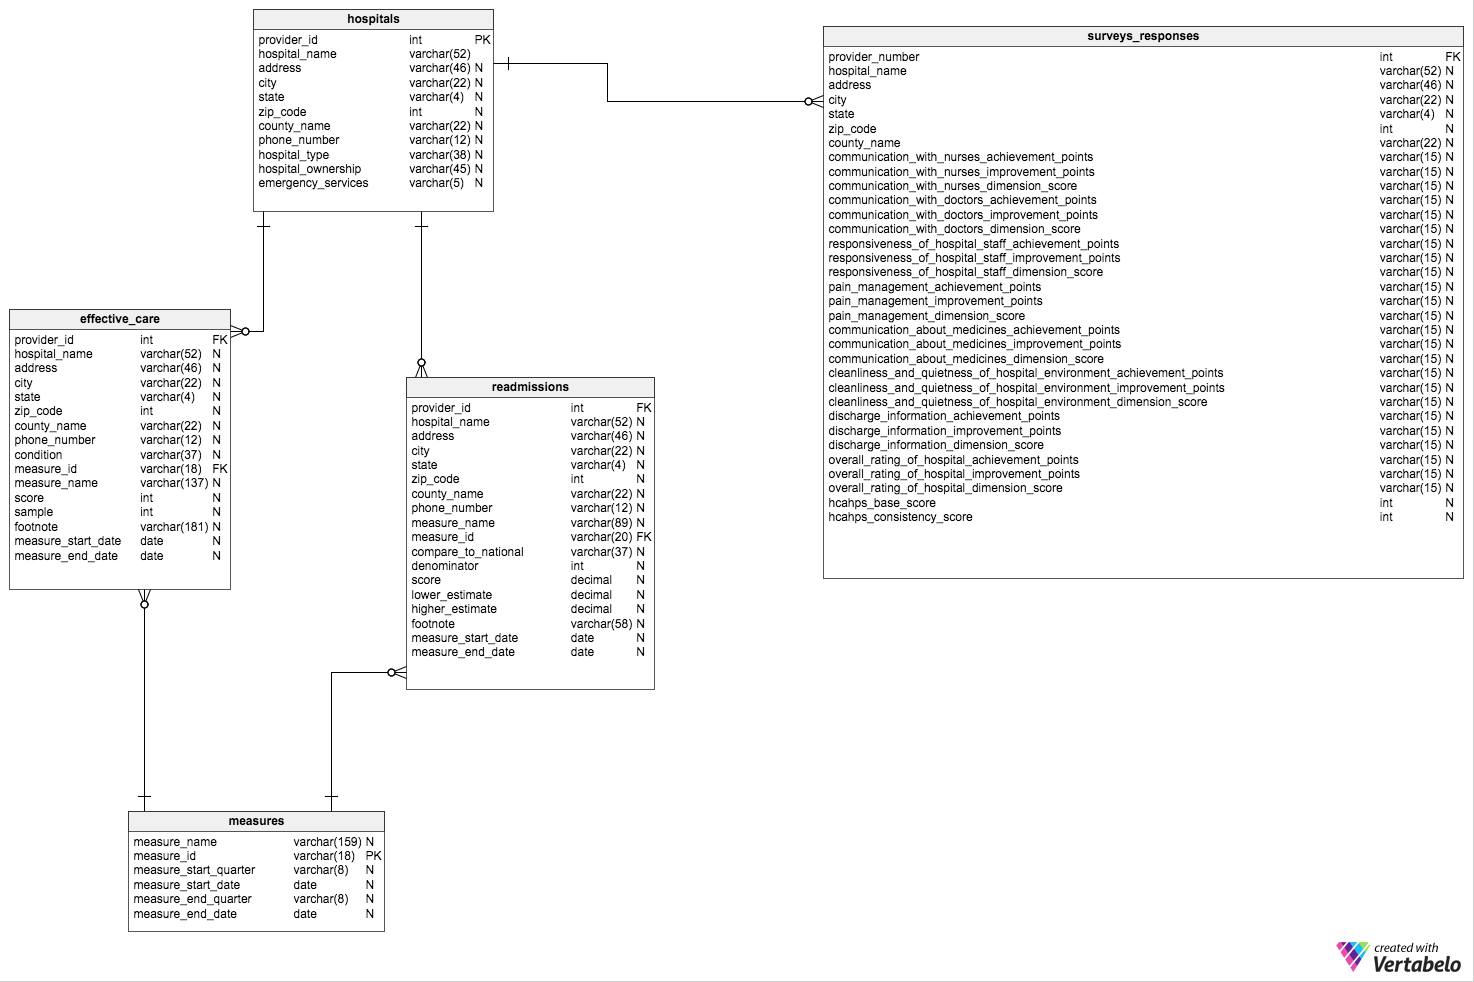 hospitals
provider_id int PK
hospital_name varchar(52)
address varchar(46) N
city varchar(22) N
state varchar(4) N
zip_code int N
county_name varchar(22) N
phone_number varchar(12) N
hospital_type varchar(38) N
hospital_ownership varchar(45) N
emergency_services varchar(5) N
surveys_responses
provider_number int FK
hospital_name varchar(52) N
address varchar(46) N
city varchar(22) N
state varchar(4) N
zip_code int N
county_name varchar(22) N
communication_with_nurses_achievement_points varchar(15) N
communication_with_nurses_improvement_points varchar(15) N
communication_with_nurses_dimension_score varchar(15) N
communication_with_doctors_achievement_points varchar(15) N
communication_with_doctors_improvement_points varchar(15) N
communication_with_doctors_dimension_score varchar(15) N
responsiveness_of_hospital_staff_achievement_points varchar(15) N
responsiveness_of_hospital_staff_improvement_points varchar(15) N
responsiveness_of_hospital_staff_dimension_score varchar(15) N
pain_management_achievement_points varchar(15) N
pain_management_improvement_points varchar(15) N
pain_management_dimension_score varchar(15) N
communication_about_medicines_achievement_points varchar(15) N
communication_about_medicines_improvement_points varchar(15) N
communication_about_medicines_dimension_score varchar(15) N
cleanliness_and_quietness_of_hospital_environment_achievement_points varchar(15) N
cleanliness_and_quietness_of_hospital_environment_improvement_points varchar(15) N
cleanliness_and_quietness_of_hospital_environment_dimension_score varchar(15) N
discharge_information_achievement_points varchar(15) N
discharge_information_improvement_points varchar(15) N
discharge_information_dimension_score varchar(15) N
overall_rating_of_hospital_achievement_points varchar(15) N
overall_rating_of_hospital_improvement_points varchar(15) N
overall_rating_of_hospital_dimension_score varchar(15) N
hcahps_base_score int N
hcahps_consistency_score int N
effective_care
provider_id int FK
hospital_name varchar(52) N
address varchar(46) N
city varchar(22) N
state varchar(4) N
zip_code int N
county_name varchar(22) N
phone_number varchar(12) N
condition varchar(37) N
measure_id varchar(18) FK
measure_name varchar(137) N
score int N
sample int N
footnote varchar(181) N
measure_start_date date N
measure_end_date date N
readmissions
provider_id int FK
hospital_name varchar(52) N
address varchar(46) N
city varchar(22) N
state varchar(4) N
zip_code int N
county_name varchar(22) N
phone_number varchar(12) N
measure_name varchar(89) N
measure_id varchar(20) FK
compare_to_national varchar(37) N
denominator int N
score decimal N
lower_estimate decimal N
higher_estimate decimal N
footnote varchar(58) N
measure_start_date date N
measure_end_date date N
measures
measure_name varchar(159) N
measure_id varchar(18) PK
measure_start_quarter varchar(8) N
measure_start_date date N
measure_end_quarter varchar(8) N
measure_end_date date N
created with
Vertabelo